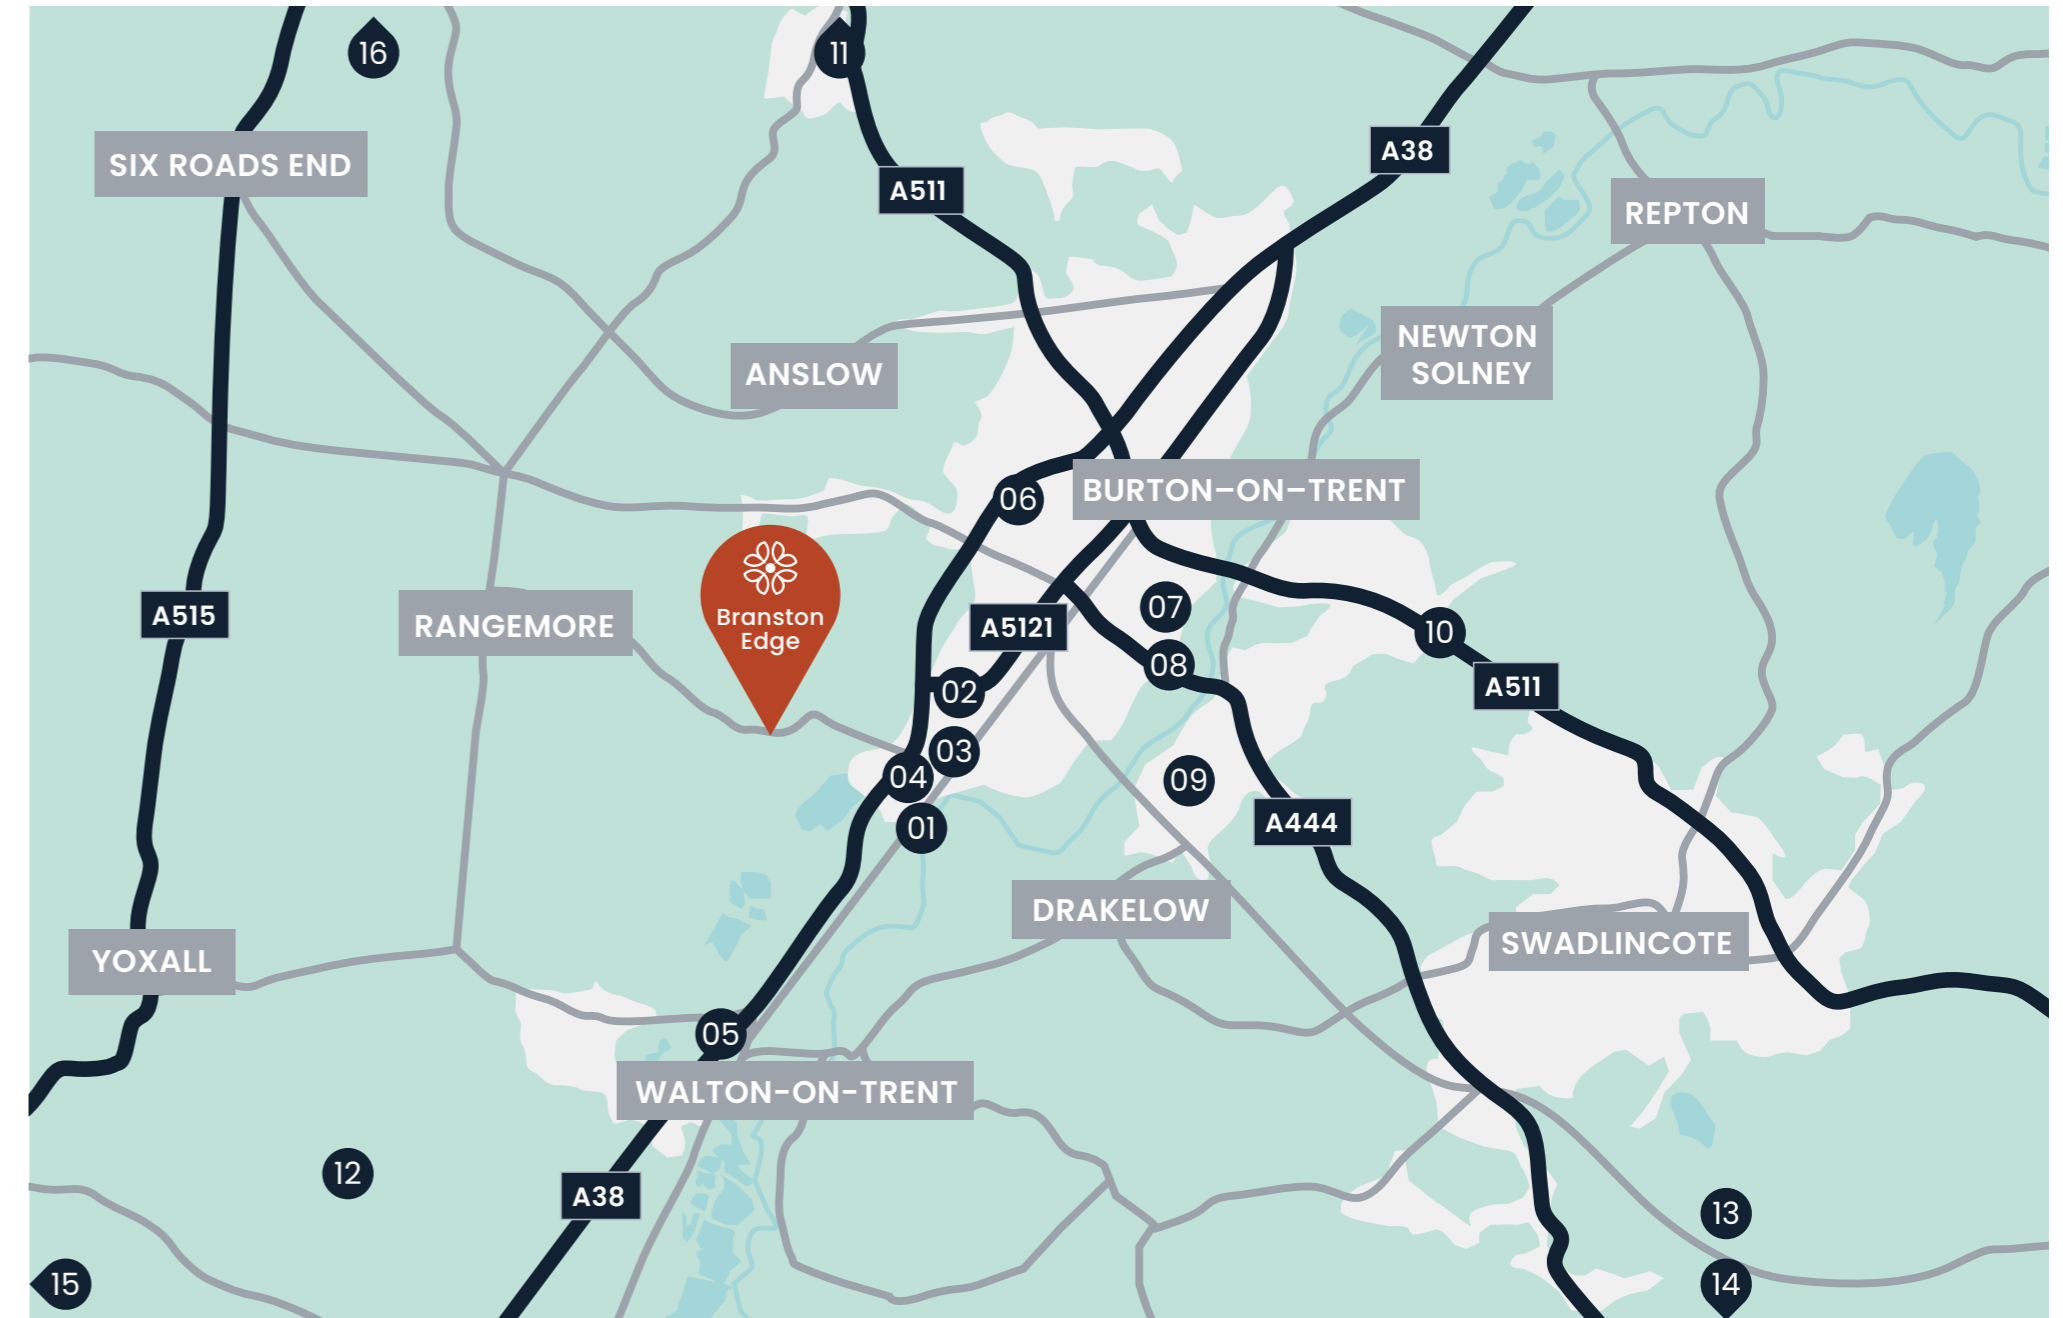 16
11
A38
SIX ROADS END
A511
REPTON
NEWTON
SOLNEY
ANSLOW
06
BURTON–ON–TRENT
Branston
Edge
A515
RANGEMORE
A5121
07
10
08
A511
02
03
04
09
01
A444
DRAKELOW
SWADLINCOTE
YOXALL
05
WALTON-ON-TRENT
12
A38
13
15
14